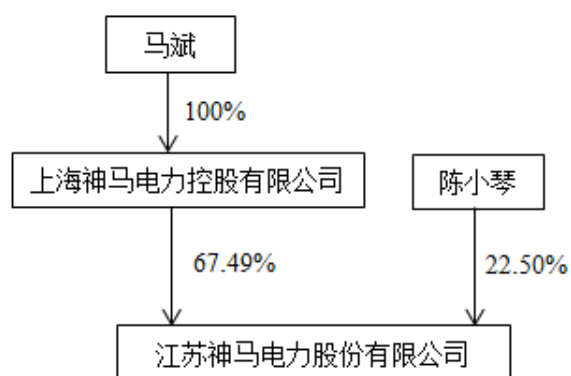 马斌
100%
上海神马电力控股有限公司
陈小琴
67.49%
22.50%
江苏神马电力股份有限公司